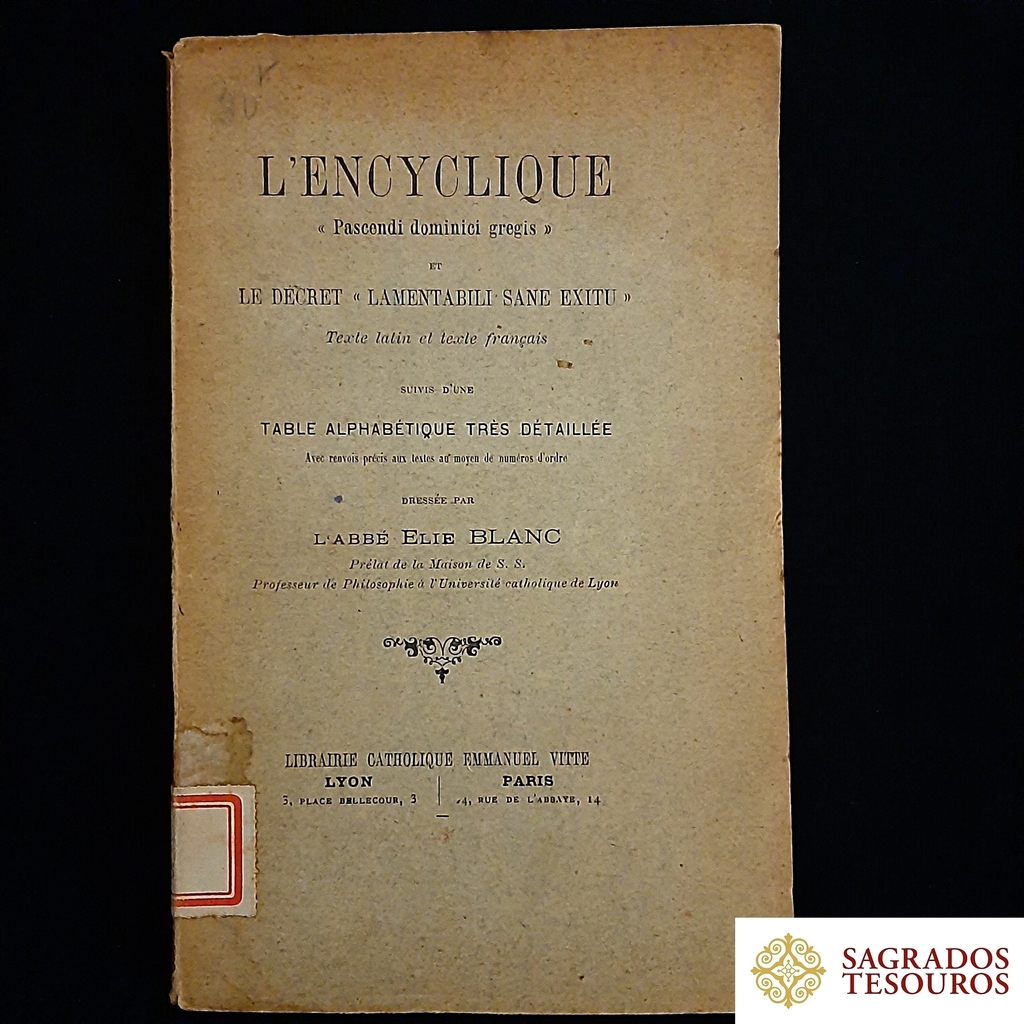 L'ENCYCLIQUE
« Pascendi dominici gregis »
ET
LE DÉCRET « LAMENTABILI SANE EXITU »
Texte latin et texte français
SUIVIS D'UNE
TABLE ALPHABÉTIQUE TRÈS DÉTAILLÉE
Avec renvois précis aux textes au moyen de numéros d'ordre
DRESSÉE PAR
L'ABBÉ ELIE BLANC
Prélat de la Maison de S. S.
Professeur de Philosophie à l'Université catholique de Lyon
LIBRAIRIE CATHOLIQUE EMMANUEL VITTE
LYON
3, PLACE BELLECOUR, 3
PARIS
14, RUE DE L'ABBAYE, 14
SAGRADOS
TESOUROS